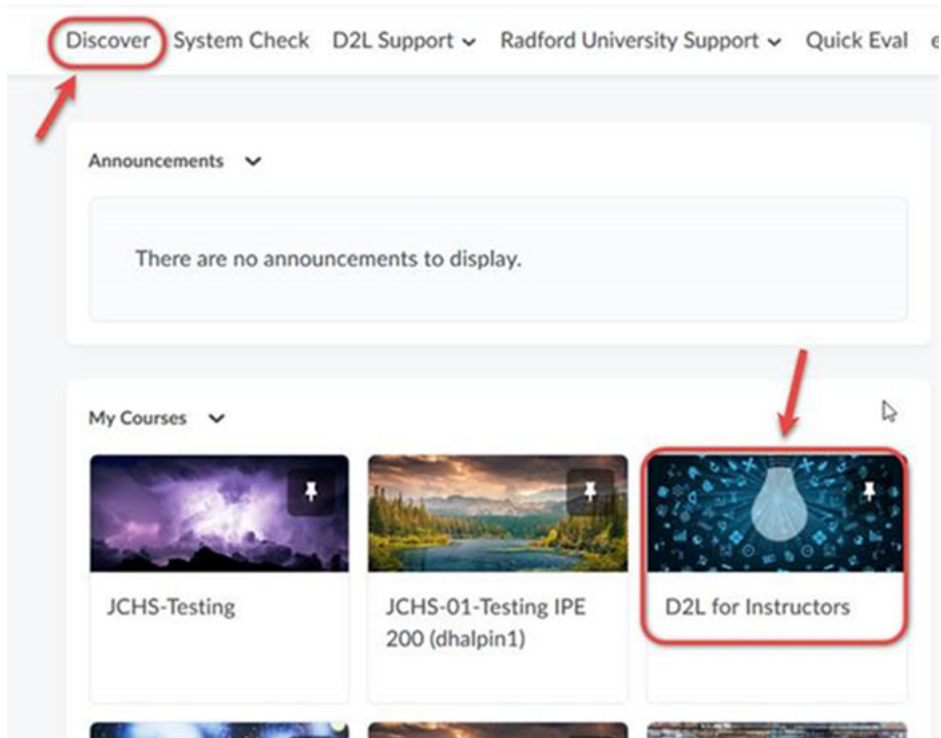 Discover System Check D2L Support Radford University Support Quick Eval e
Announcements
There are no announcements to display.
My Courses
JCHS-Testing
JCHS-01-Testing IPE
200 (dhalpin1)
D2L for Instructors